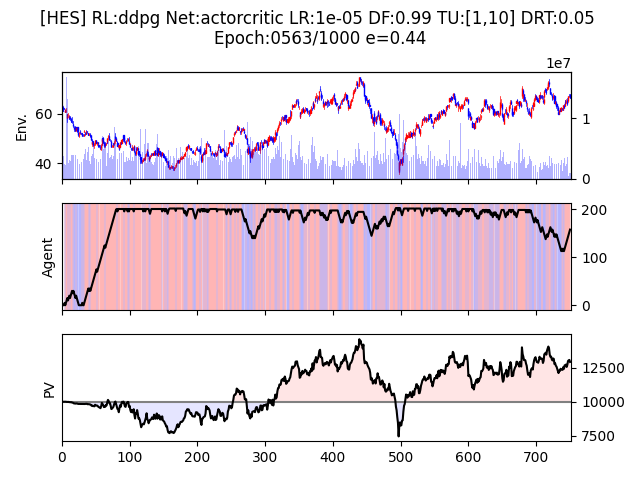 [HES] RL:ddpg Net:actorcritic LR:1e-05 DF:0.99 TU:[1,10] DRT:0.05
Epoch:0563/1000 e=0.44
1e7
Env.
60
40
1
0
Agent
200
100
0
PV
12500
10000
7500
0 100 200 300 400 500 600 700